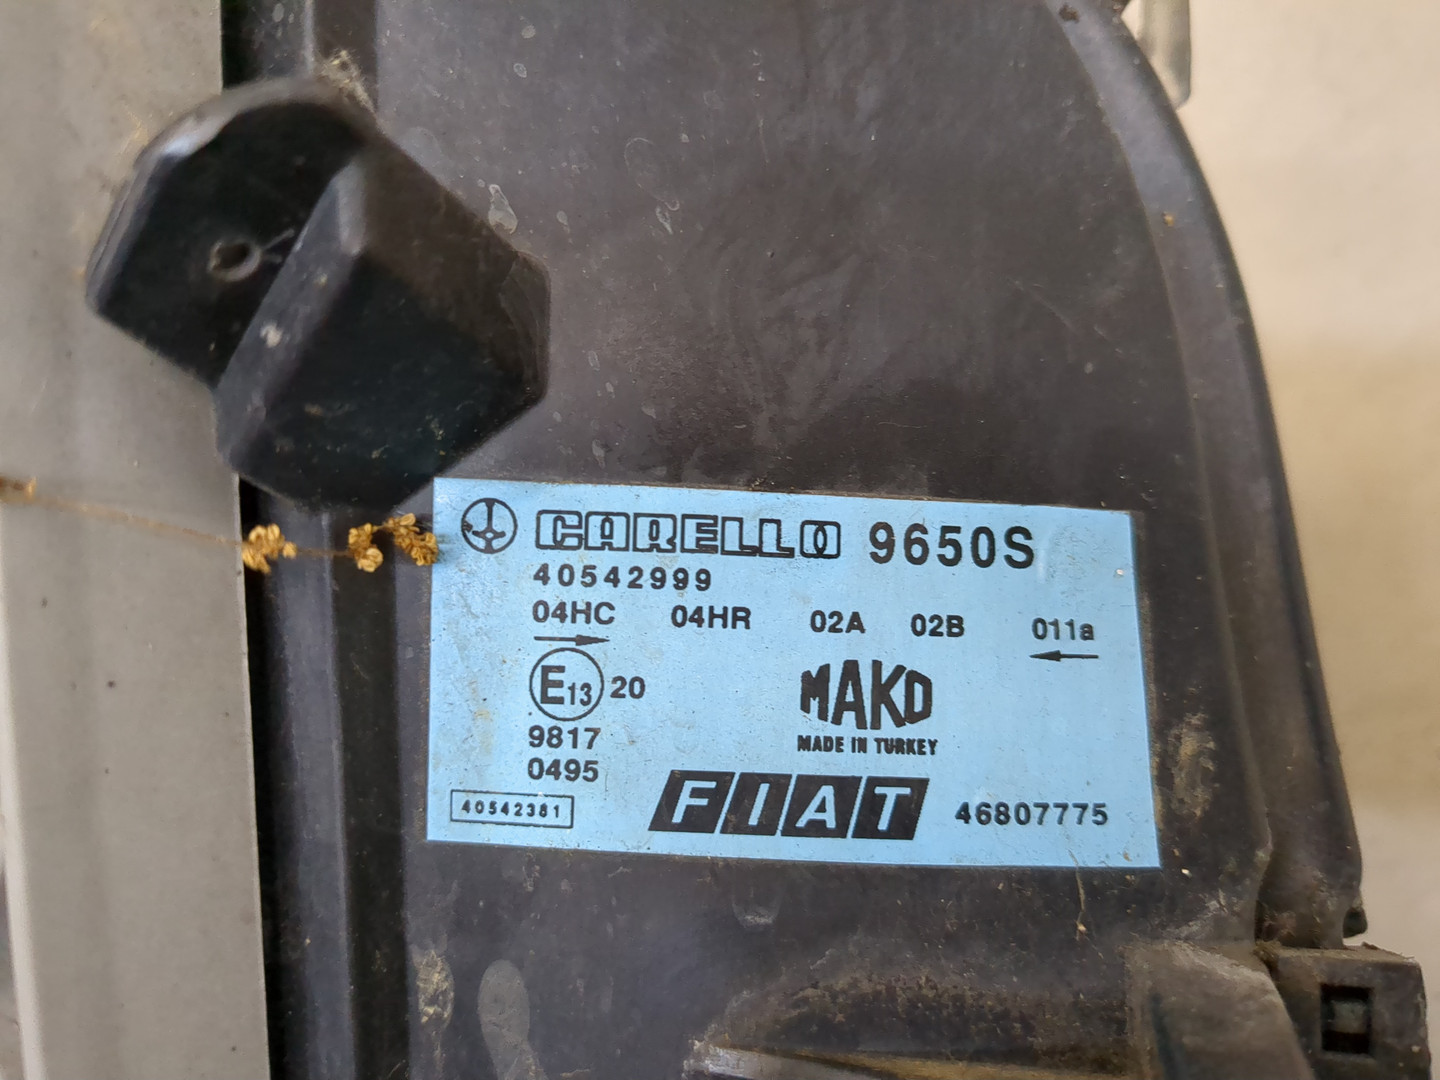 CARELLO 9650S
40542999
04HC 04HR 02A 02B 011a
E13 20
MAKO
MADE IN TURKEY
9817
0495
40542381
FIAT 46807775